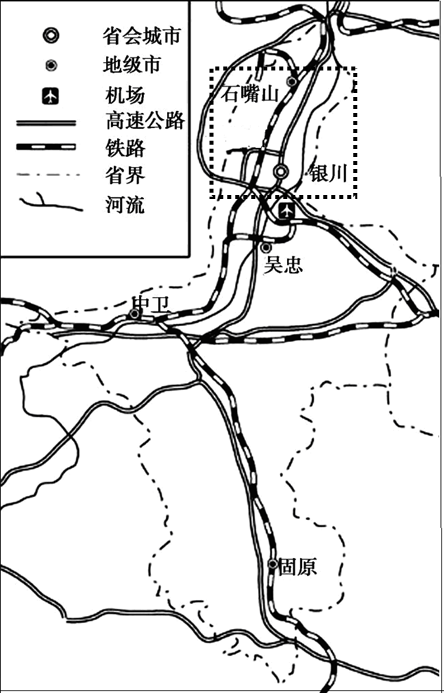 省会城市
地级市
机场
高速公路
铁路
省界
河流
石嘴山
银川
吴忠
中卫
固原